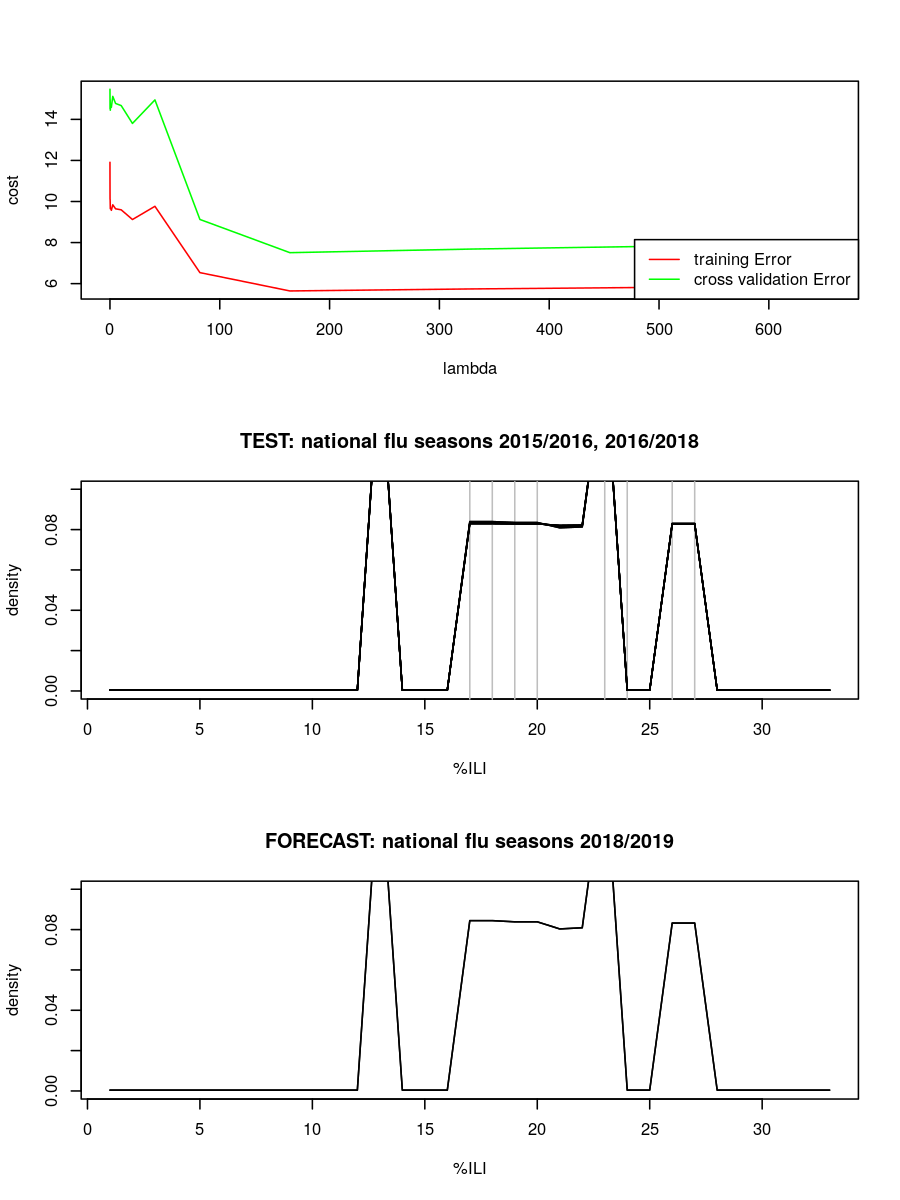 cost
14
12
10
8
6
training Error
cross validation Error
0 100 200 300 400 500 600
lambda
TEST: national flu seasons 2015/2016, 2016/2018
density
0.08
0.04
0.00
0 5 10 15 20 25 30
%ILI
FORECAST: national flu seasons 2018/2019
density
0.08
0.04
0.00
0 5 10 15 20 25 30
%ILI